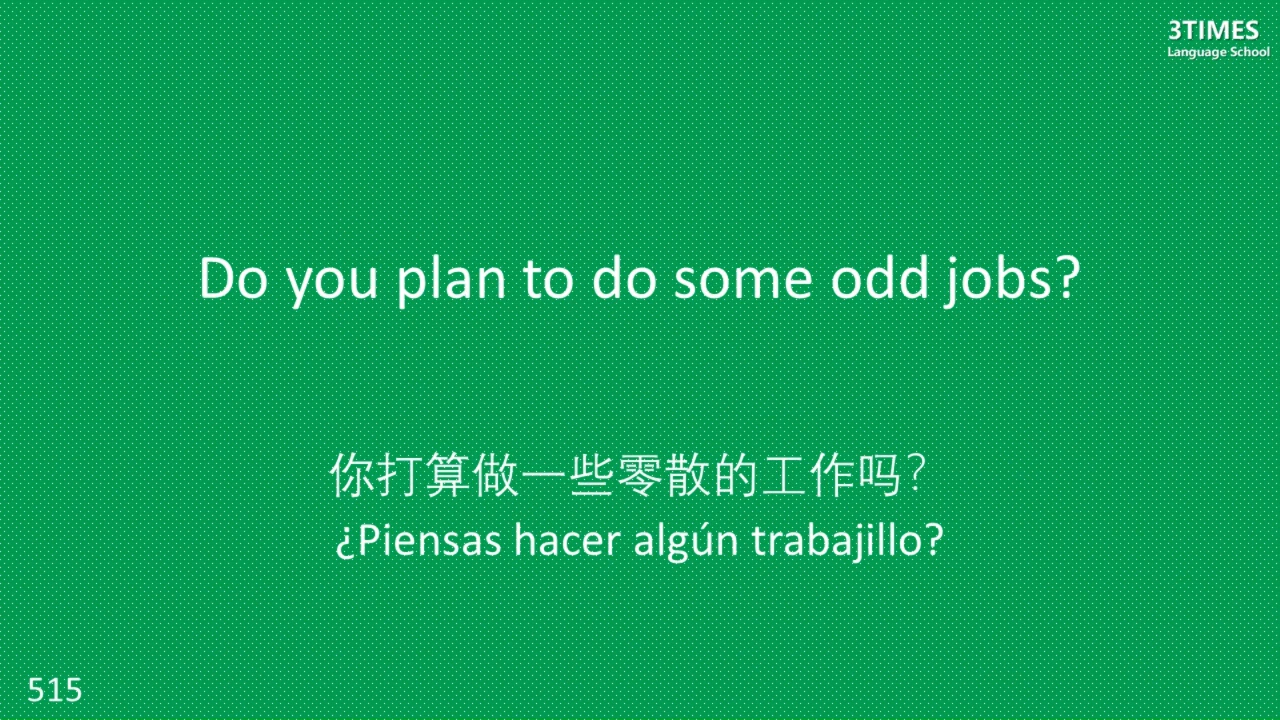 3TIMES
Language School
Do you plan to do some odd jobs?
你打算做一些零散的工作吗?
¿Piensas hacer algún trabajillo?
515